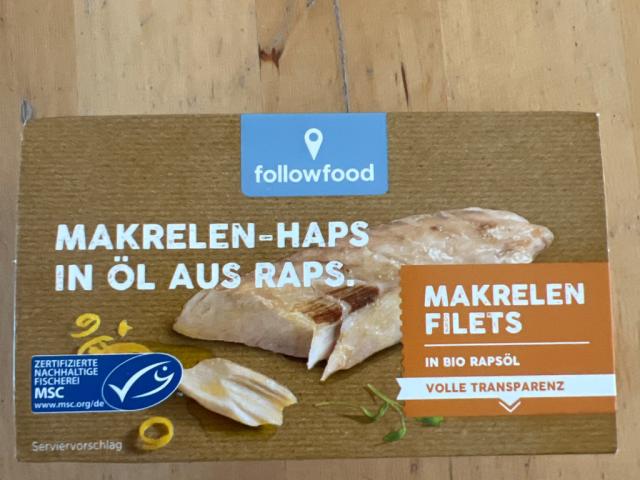 followfood
MAKRELEN-HAPS
IN ÖL AUS RAPS.
MAKRELEN
FILETS
IN BIO RAPSÖL
VOLLE TRANSPARENZ
ZERTIFIZIERTE
NACHHALTIGE
FISCHEREI
MSC
www.msc.org/de
Serviervorschlag